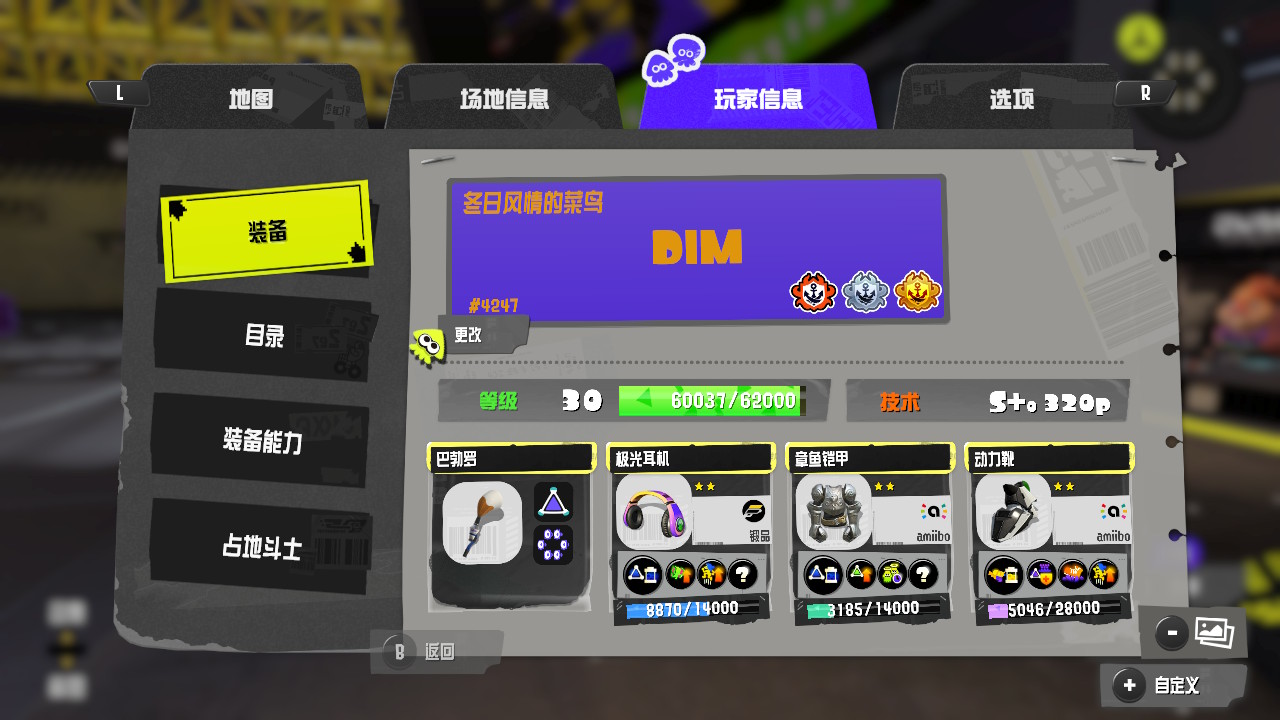 L
地图
场地信息
玩家信息
选项
R
装备
目录
装备能力
占地斗士
冬日风情的菜鸟
DIM
#4247
更改
等级
30
60037/62000
技术
S+。320p
巴勃罗
极光耳机
?
8870/14000
章鱼铠甲
amiibo
?
3185/14000
动力靴
amiibo
5046/28000
B 返回
-
+ 自定义